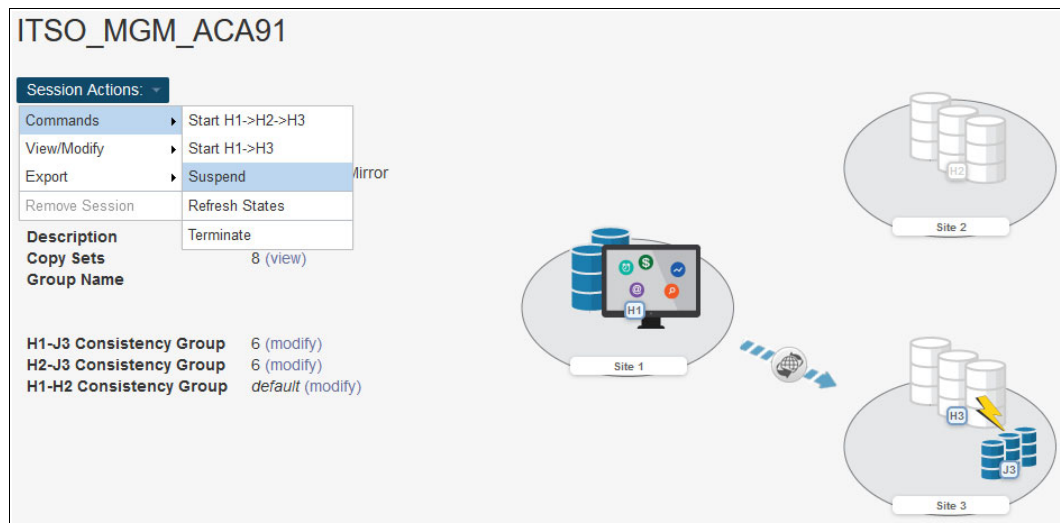 ITSO_MGM_ACA91
Session Actions:
Commands
Start H1->H2->H3
View/Modify
Start H1->H3
Export
Suspend
Mirror
Remove Session
Refresh States
Terminate
Description
Copy Sets 8 (view)
Group Name
H1-J3 Consistency Group 6 (modify)
H2-J3 Consistency Group 6 (modify)
H1-H2 Consistency Group default (modify)
H1
Site 1
H2
Site 2
H3
J3
Site 3